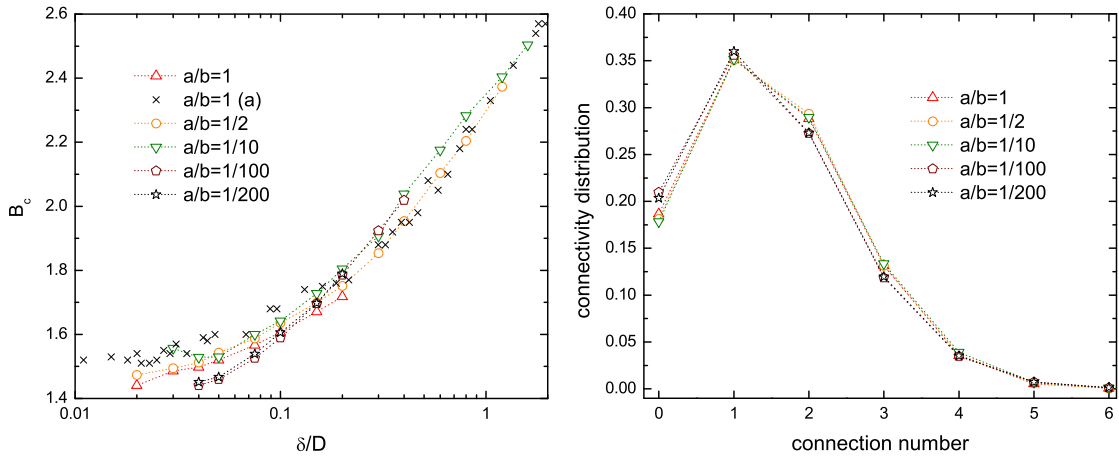 2.6
2.4
2.2
2.0
1.8
1.6
1.4
B_c
0.01
0.1
1
δ/D
a/b=1
a/b=1 (a)
a/b=1/2
a/b=1/10
a/b=1/100
a/b=1/200
0.40
0.35
0.30
0.25
0.20
0.15
0.10
0.05
0.00
connectivity distribution
0
1
2
3
4
5
6
connection number
a/b=1
a/b=1/2
a/b=1/10
a/b=1/100
a/b=1/200